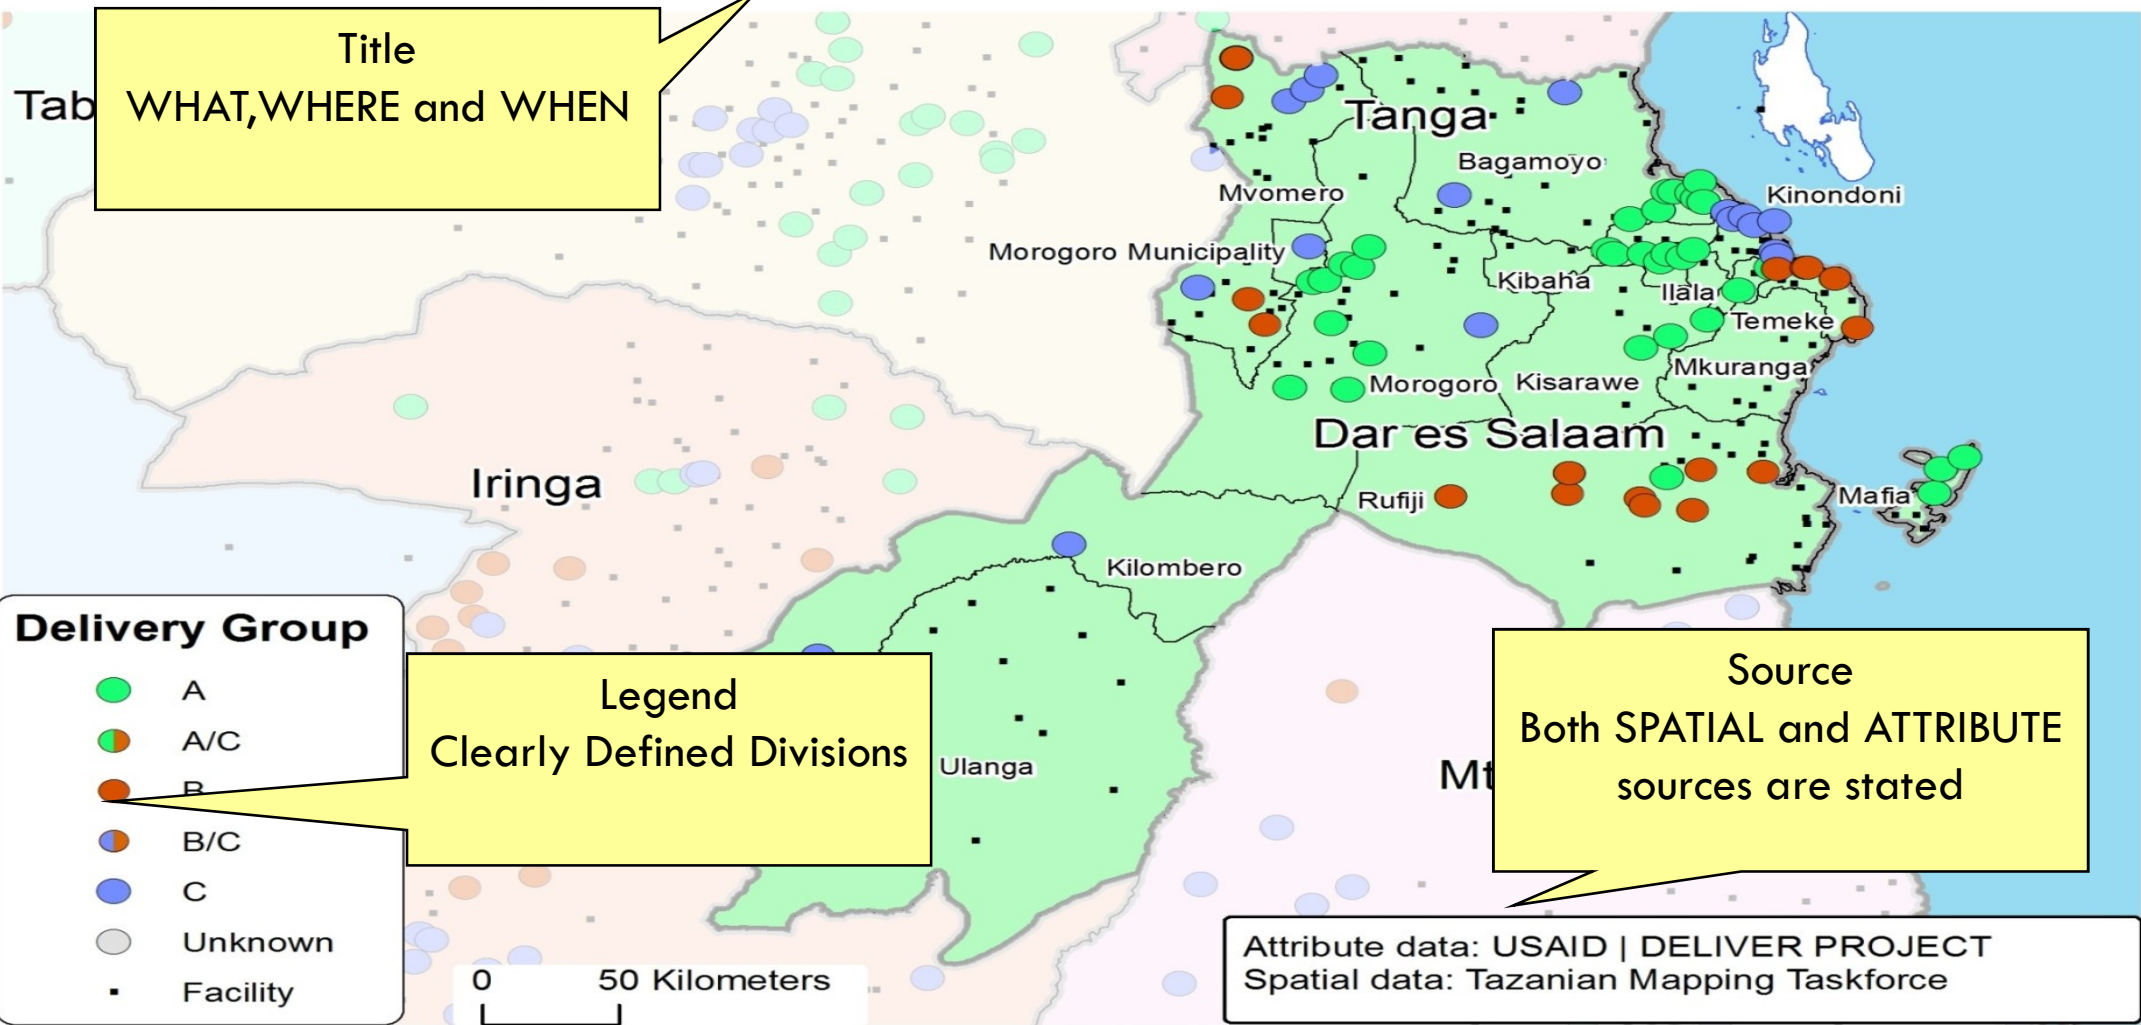 Title
WHAT,WHERE and WHEN
Tab
Tanga
Bagamoyo
Mvomero
Kinondoni
Morogoro Municipality
Kibaha
Ilala
Temeke
Mkuranga
Morogoro
Kisarawe
Dar es Salaam
Iringa
Rufiji
Mafia
Kilombero
Delivery Group
A
A/C
B
B/C
C
Unknown
Facility
Legend
Clearly Defined Divisions
Ulanga
Mt
Source
Both SPATIAL and ATTRIBUTE
sources are stated
0 50 Kilometers
Attribute data: USAID | DELIVER PROJECT
Spatial data: Tazanian Mapping Taskforce